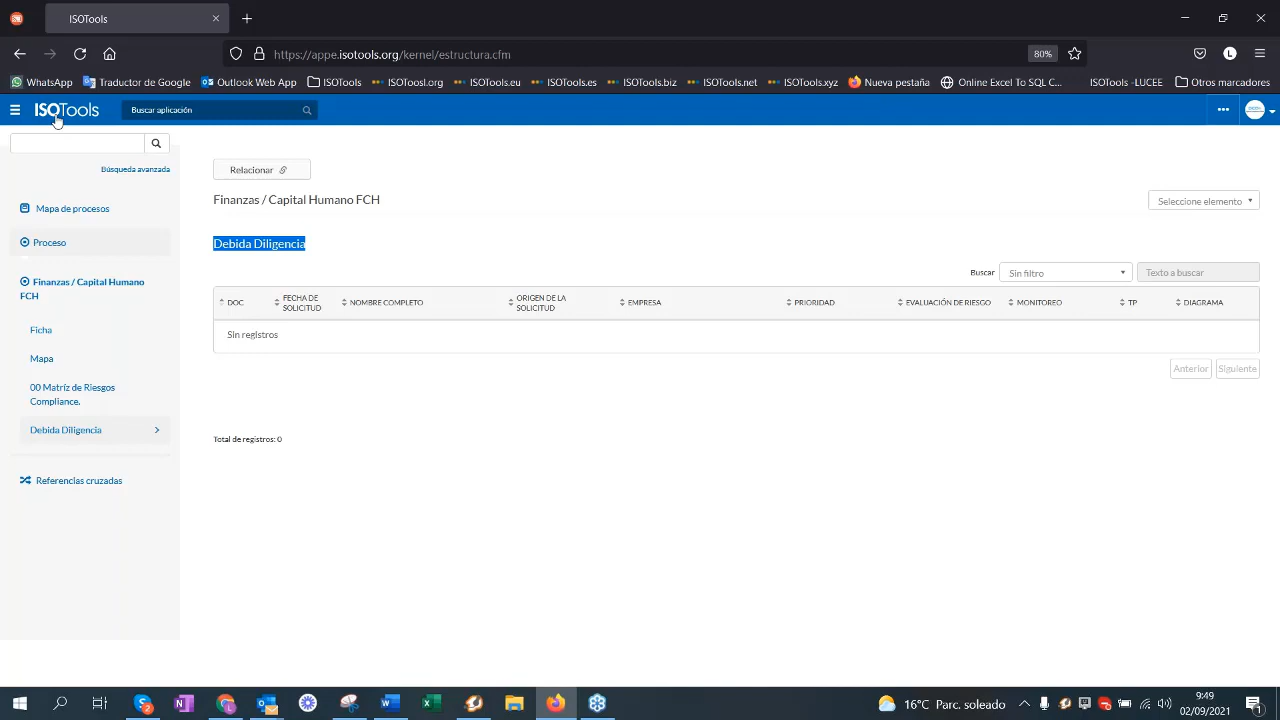 ISOTools
https://appe.isotools.org/kernel/estructura.cfm
80%
L
WhatsApp
Traductor de Google
Outlook Web App
ISOTools
ISOToosl.org
ISOTools.eu
ISOTools.es
ISOTools.biz
ISOTools.net
ISOTools.xyz
Nueva pestaña
Online Excel To SQL C...
ISOTools -LUCEE
Otros marcadores
ISOTools
Buscar aplicación
Búsqueda avanzada
Mapa de procesos
Proceso
Finanzas / Capital Humano
FCH
Ficha
Mapa
00 Matríz de Riesgos
Compliance.
Debida Diligencia
Referencias cruzadas
Relacionar
Finanzas / Capital Humano FCH
Seleccione elemento
Debida Diligencia
Buscar
Sin filtro
Texto a buscar
DOC
FECHA DE
SOLICITUD
NOMBRE COMPLETO
ORIGEN DE LA
SOLICITUD
EMPRESA
PRIORIDAD
EVALUACIÓN DE RIESGO
MONITOREO
TP
DIAGRAMA
Sin registros
Anterior
Siguiente
Total de registros: 0
16°C Parc. soleado
9:49
02/09/2021